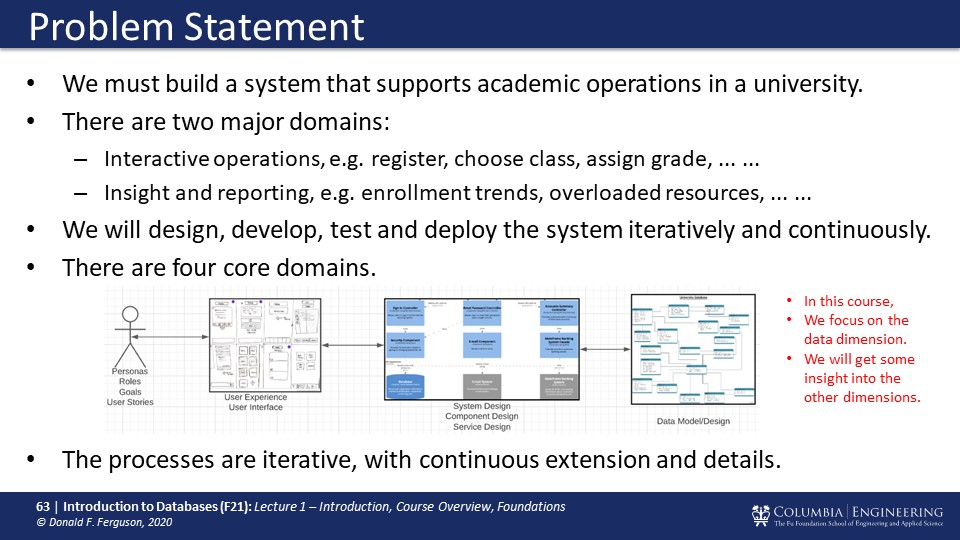 Problem Statement
• We must build a system that supports academic operations in a university.
• There are two major domains:
– Interactive operations, e.g. register, choose class, assign grade, ... ...
– Insight and reporting, e.g. enrollment trends, overloaded resources, ... ...
• We will design, develop, test and deploy the system iteratively and continuously.
• There are four core domains.
Personas
Roles
Goals
User Stories
User Experience
User Interface
System Design
Component Design
Service Design
Data Model/Design
• In this course,
• We focus on the
data dimension.
• We will get some
insight into the
other dimensions.
• The processes are iterative, with continuous extension and details.
63 | Introduction to Databases (F21): Lecture 1 – Introduction, Course Overview, Foundations
© Donald F. Ferguson, 2020
COLUMBIA | ENGINEERING
The Fu Foundation School of Engineering and Applied Science